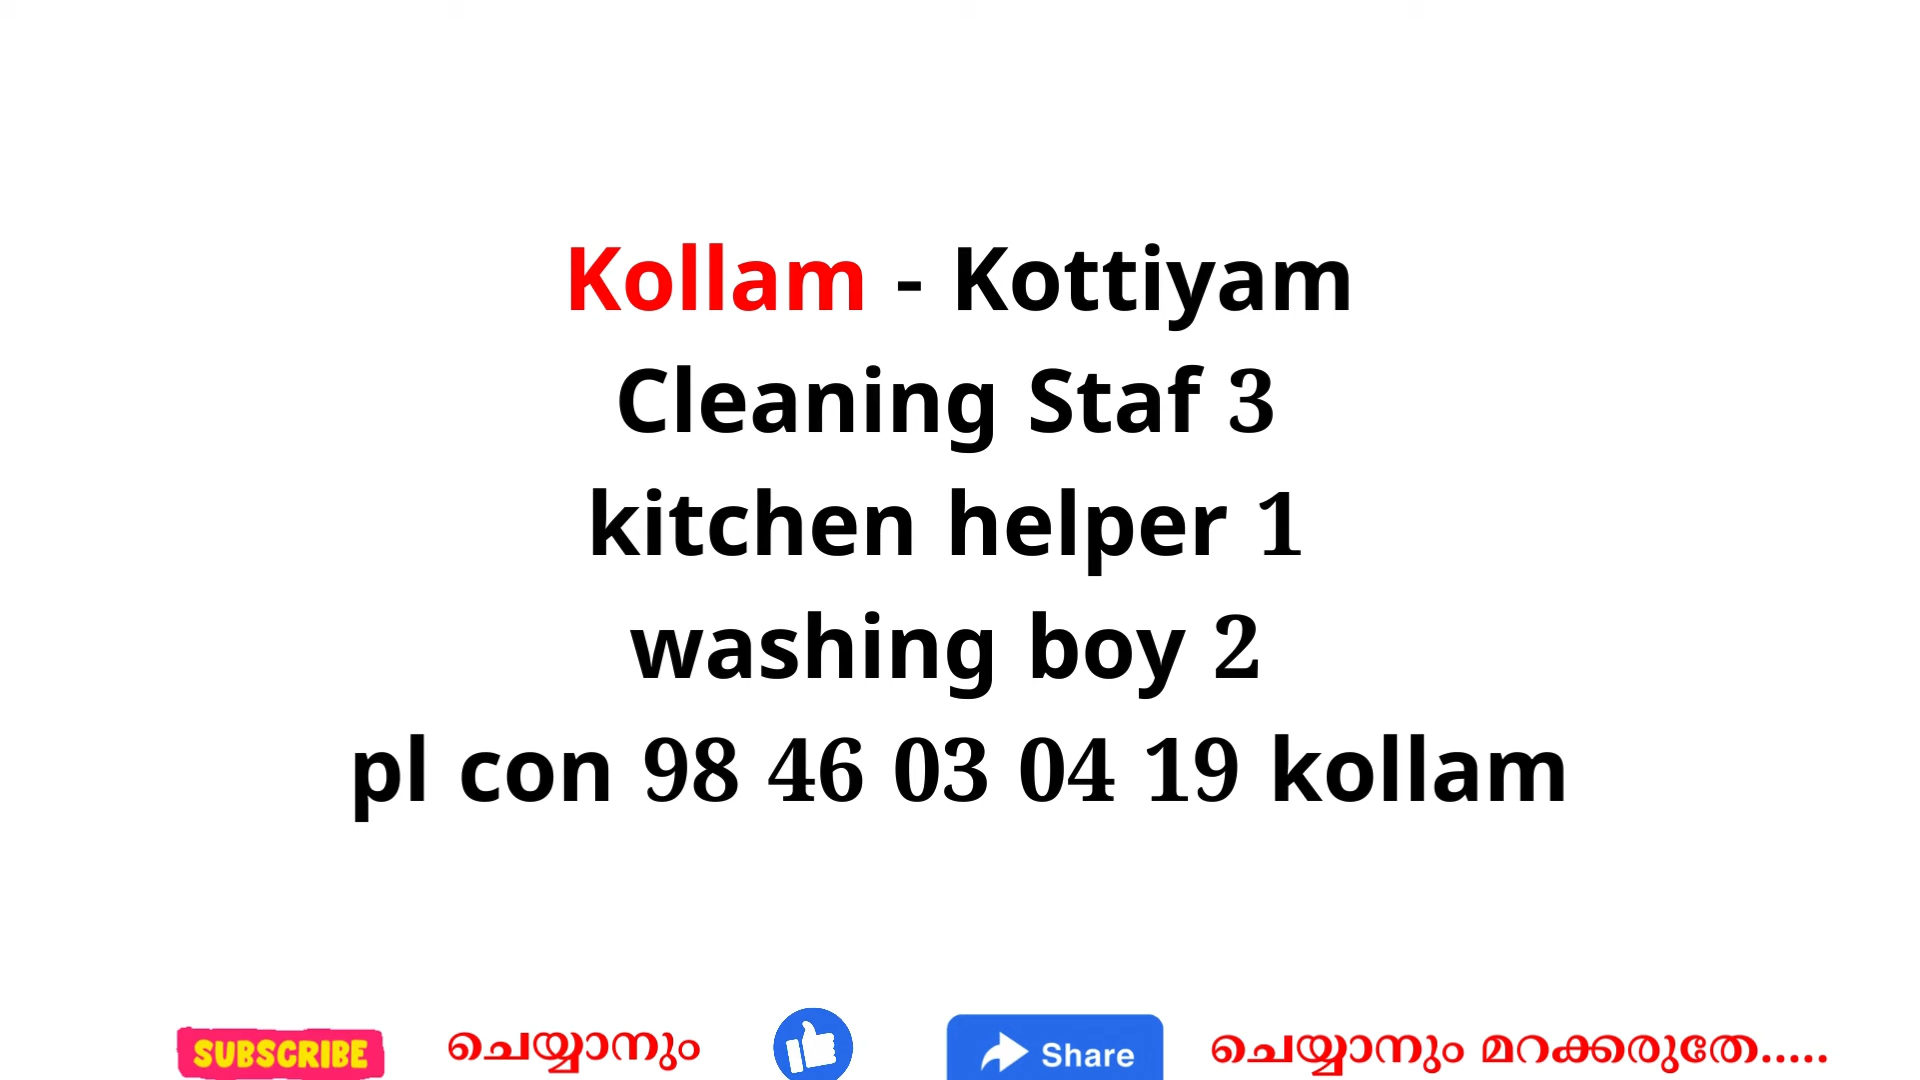 Kollam - Kottiyam
Cleaning Staf 3
kitchen helper 1
washing boy 2
pl con 98 46 03 04 19 kollam
SUBSCRIBE ചെയ്യാനും Share ചെയ്യാനും മറക്കരുതേ.....